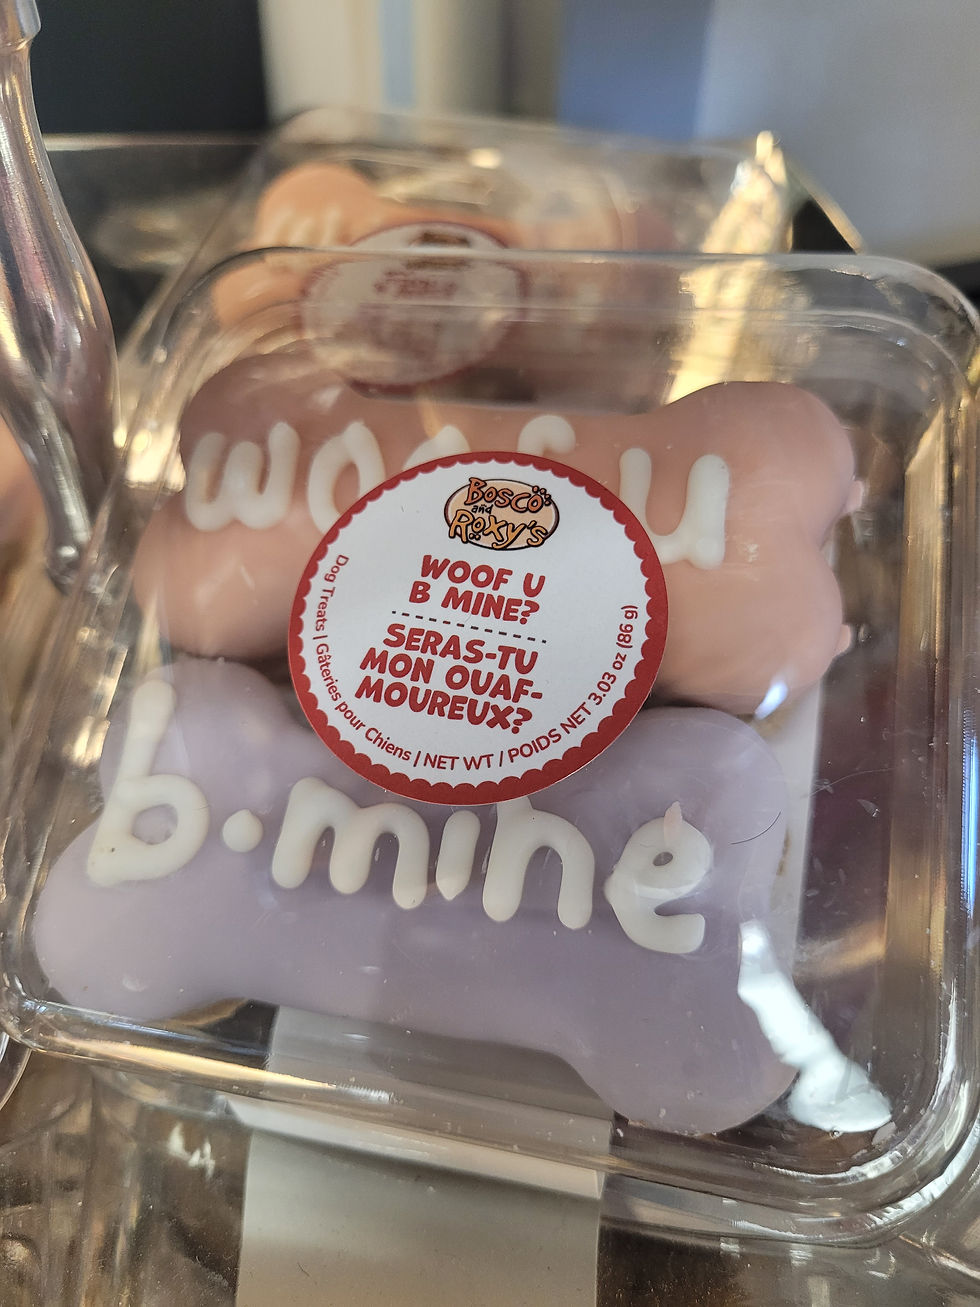 woof u
BOSCO
and
ROXY'S
WOOF U
B MINE?
SERAS-TU
MON OUAF-
MOUREUX?
Dog Treats | Gâteries pour Chiens | NET WT / POIDS NET 3.03 oz (86 g)
b·mine